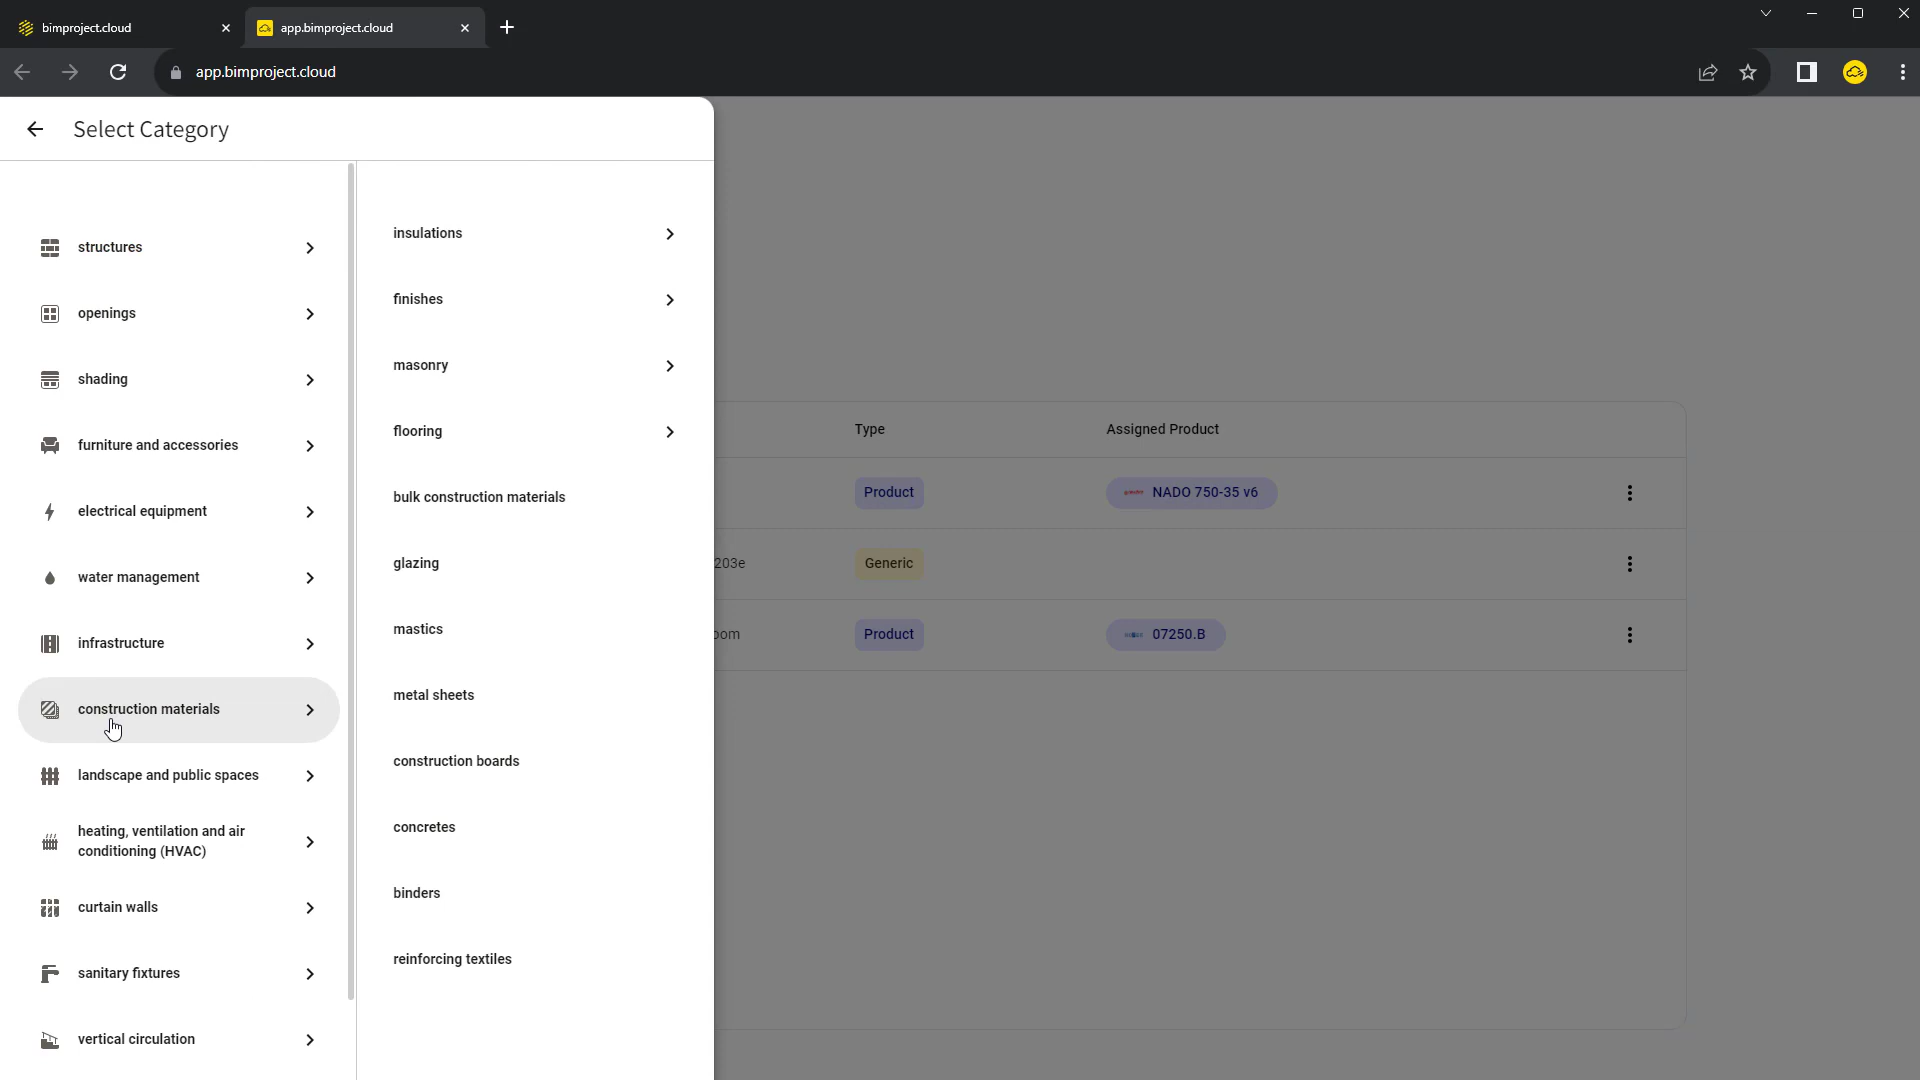 bimproject.cloud
app.bimproject.cloud
app.bimproject.cloud
Select Category
structures
openings
shading
furniture and accessories
electrical equipment
water management
infrastructure
construction materials
landscape and public spaces
heating, ventilation and air
conditioning (HVAC)
curtain walls
sanitary fixtures
vertical circulation
insulations
finishes
masonry
flooring
bulk construction materials
glazing
mastics
metal sheets
construction boards
concretes
binders
reinforcing textiles
Type Assigned Product
Product NADO 750-35 v6
203e Generic
oom Product 07250.B